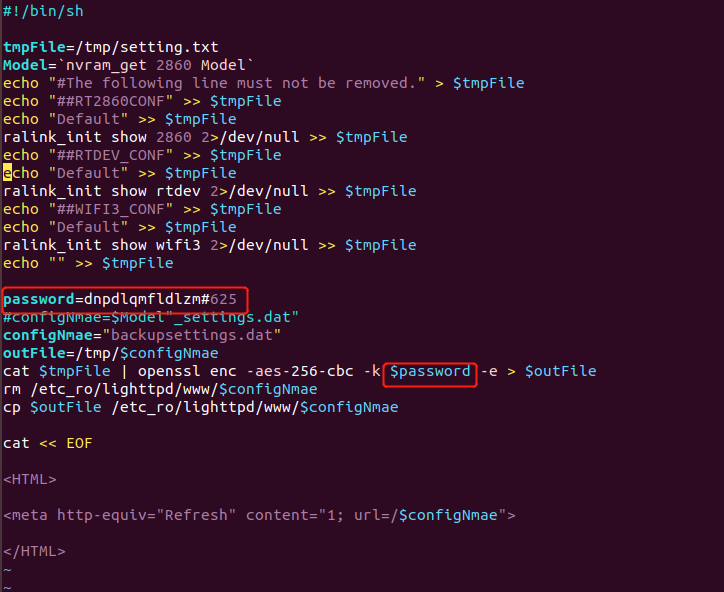 #!/bin/sh
tmpFile=/tmp/setting.txt
Model=`nvram_get 2860 Model`
echo "#The following line must not be removed." > $tmpFile
echo "##RT2860CONF" >> $tmpFile
echo "Default" >> $tmpFile
ralink_init show 2860 2>/dev/null >> $tmpFile
echo "##RTDEV_CONF" >> $tmpFile
echo "Default" >> $tmpFile
ralink_init show rtdev 2>/dev/null >> $tmpFile
echo "##WIFI3_CONF" >> $tmpFile
echo "Default" >> $tmpFile
ralink_init show wifi3 2>/dev/null >> $tmpFile
echo "" >> $tmpFile
password=dnpdlqmfldlzm#625
#configNmae=$Model"_settings.dat"
configNmae="backupsettings.dat"
outFile=/tmp/$configNmae
cat $tmpFile | openssl enc -aes-256-cbc -k $password -e > $outFile
rm /etc_ro/lighttpd/www/$configNmae
cp $outFile /etc_ro/lighttpd/www/$configNmae
cat << EOF
<HTML>
<meta http-equiv="Refresh" content="1; url=/$configNmae">
</HTML>
~
~